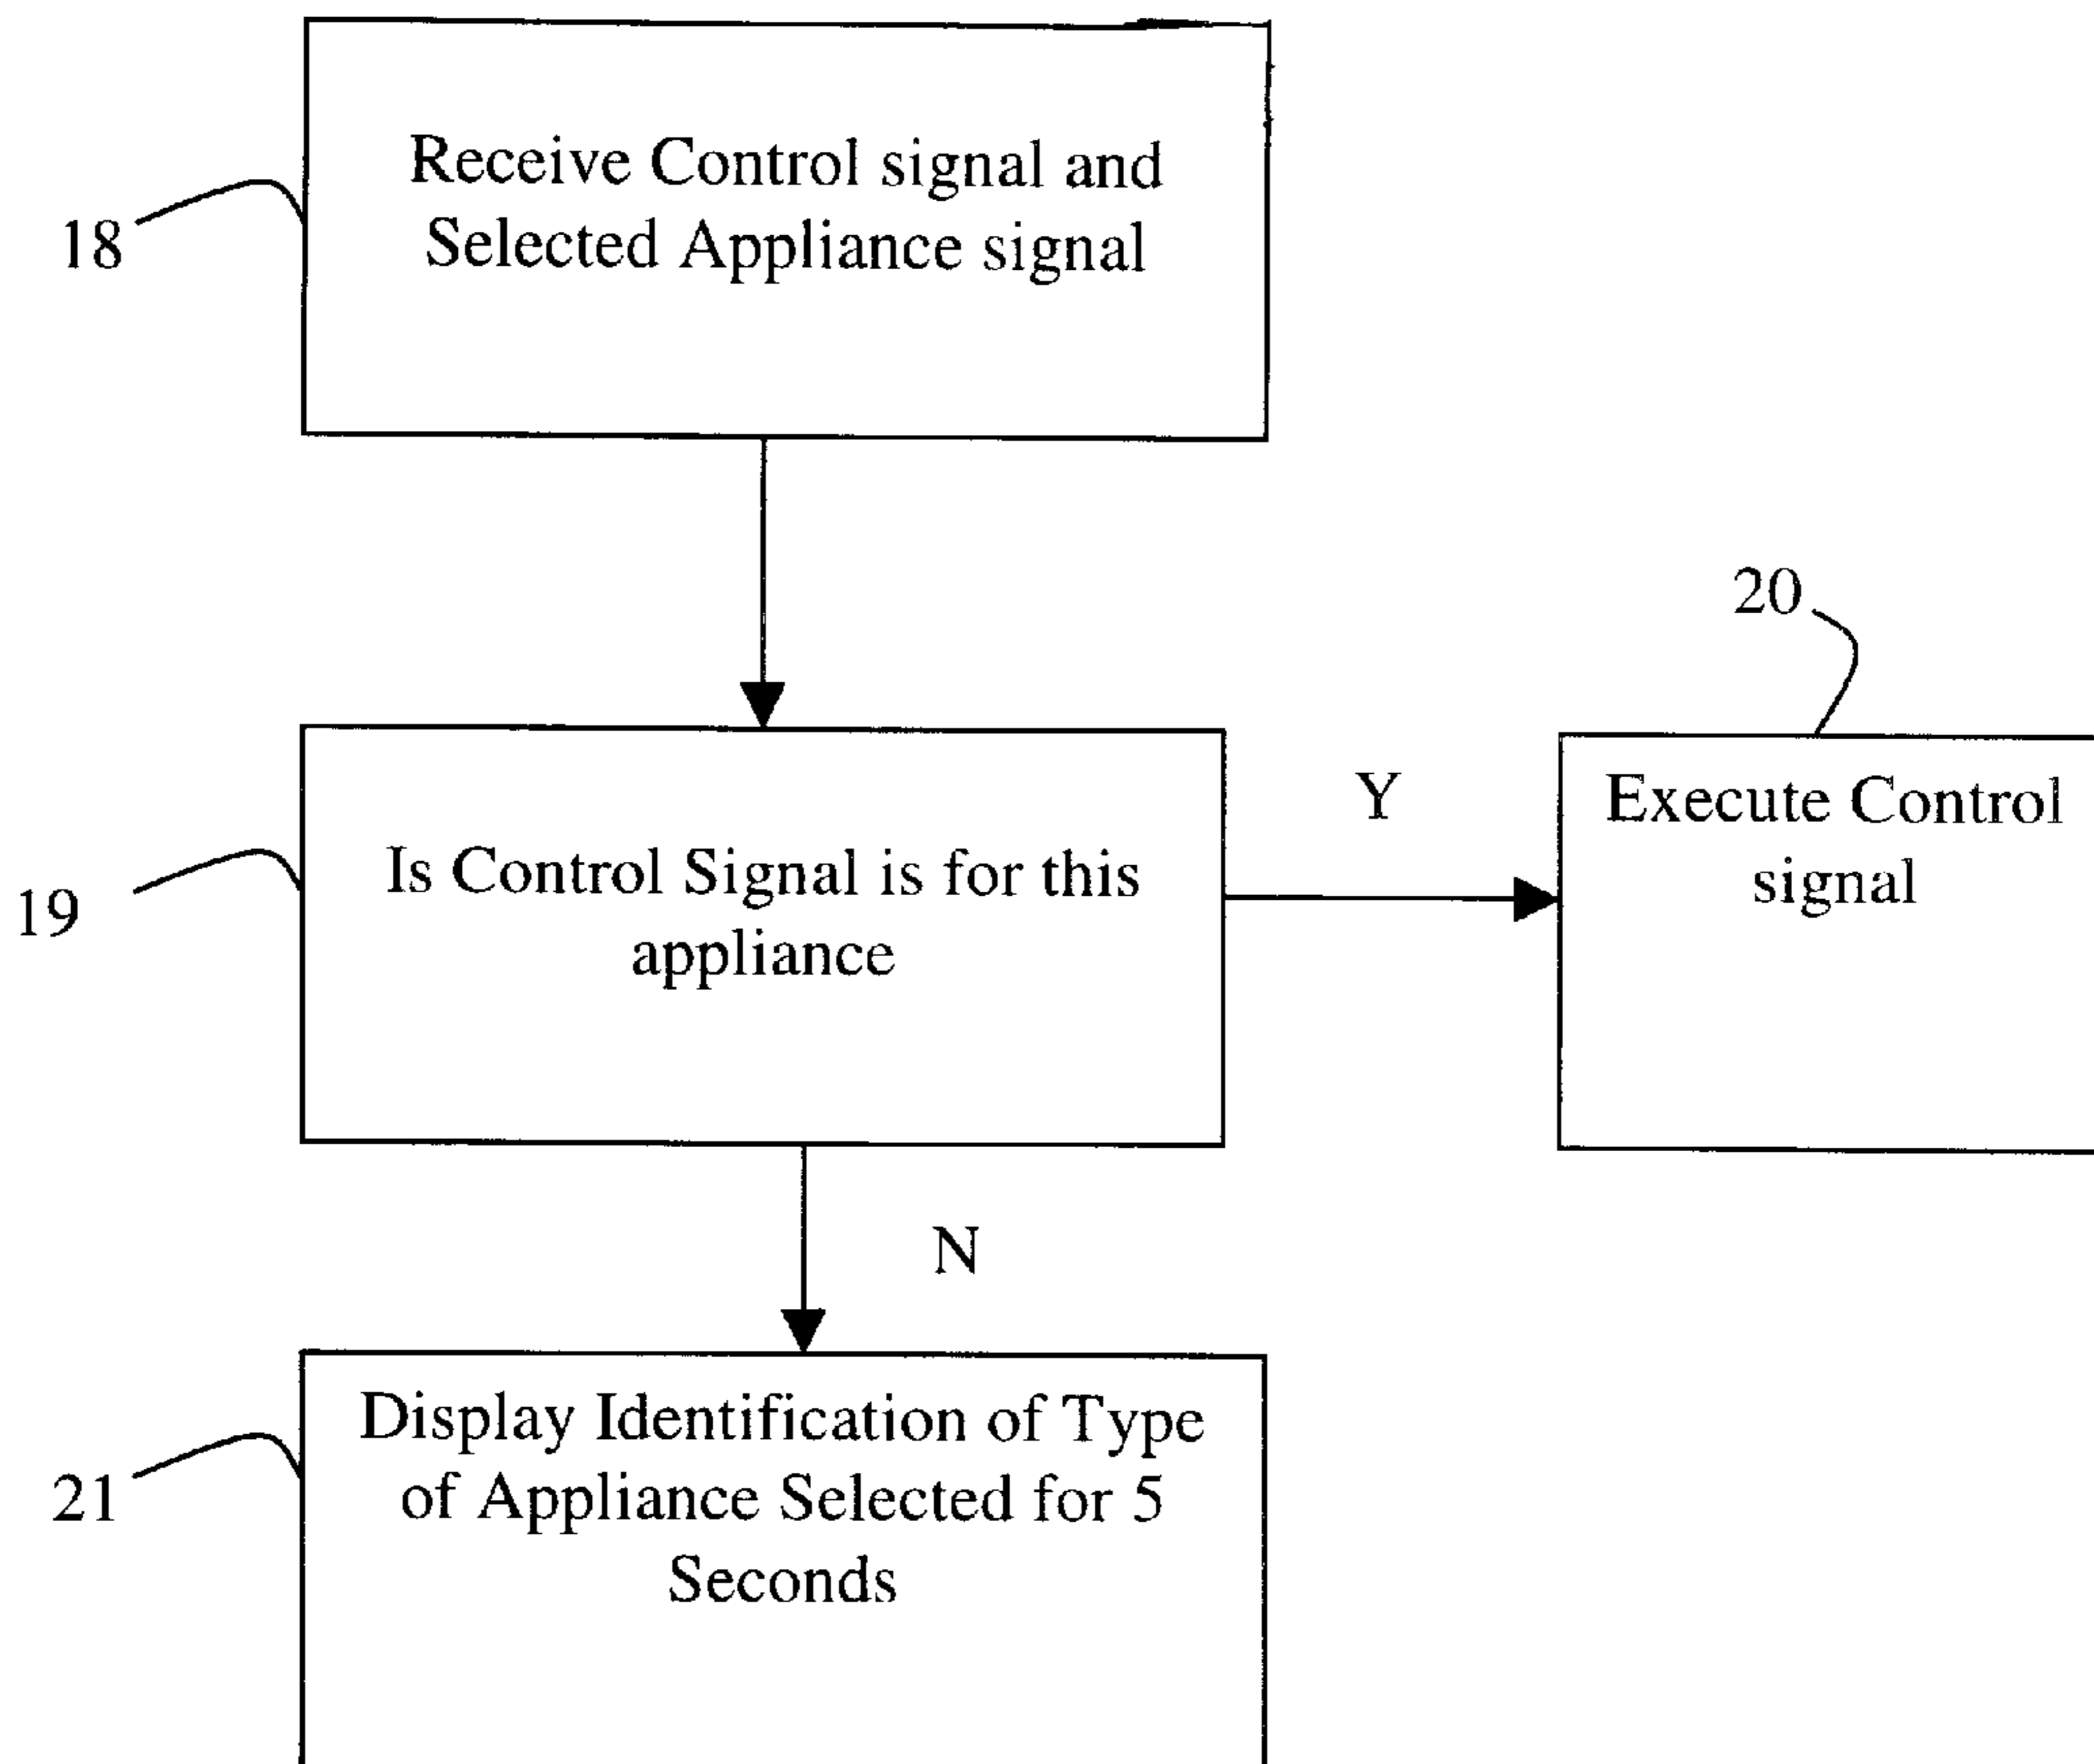 Receive Control signal and
Selected Appliance signal
18
20
Y
Execute Control
signal
Is Control Signal is for this
appliance
19
N
Display Identification of Type
of Appliance Selected for 5
Seconds
21